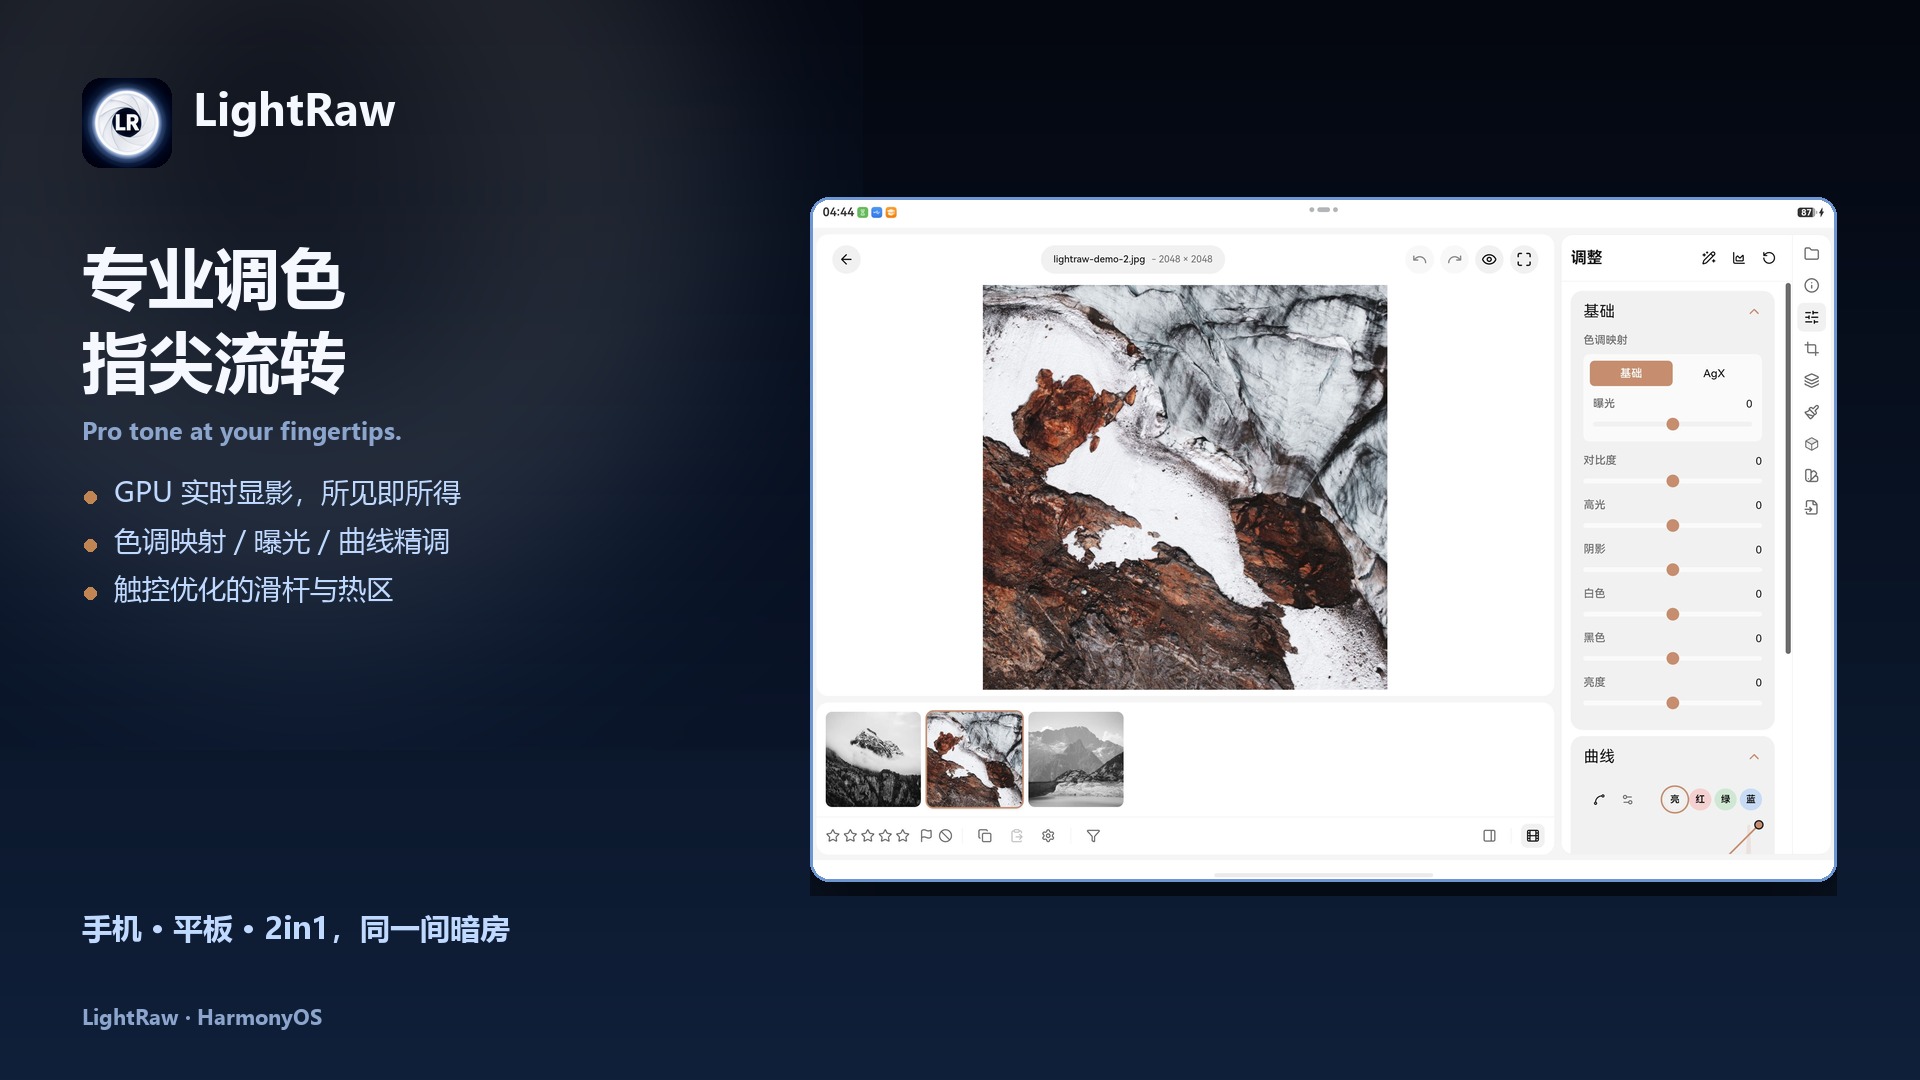 LR
LightRaw
专业调色
指尖流转
Pro tone at your fingertips.
GPU 实时显影，所见即所得
色调映射 / 曝光 / 曲线精调
触控优化的滑杆与热区
手机 • 平板 • 2in1，同一间暗房
LightRaw · HarmonyOS
04:44
87
lightraw-demo-2.jpg - 2048 × 2048
调整
基础
色调映射
基础 AgX
曝光 0
对比度 0
高光 0
阴影 0
白色 0
黑色 0
亮度 0
曲线
亮 红 绿 蓝